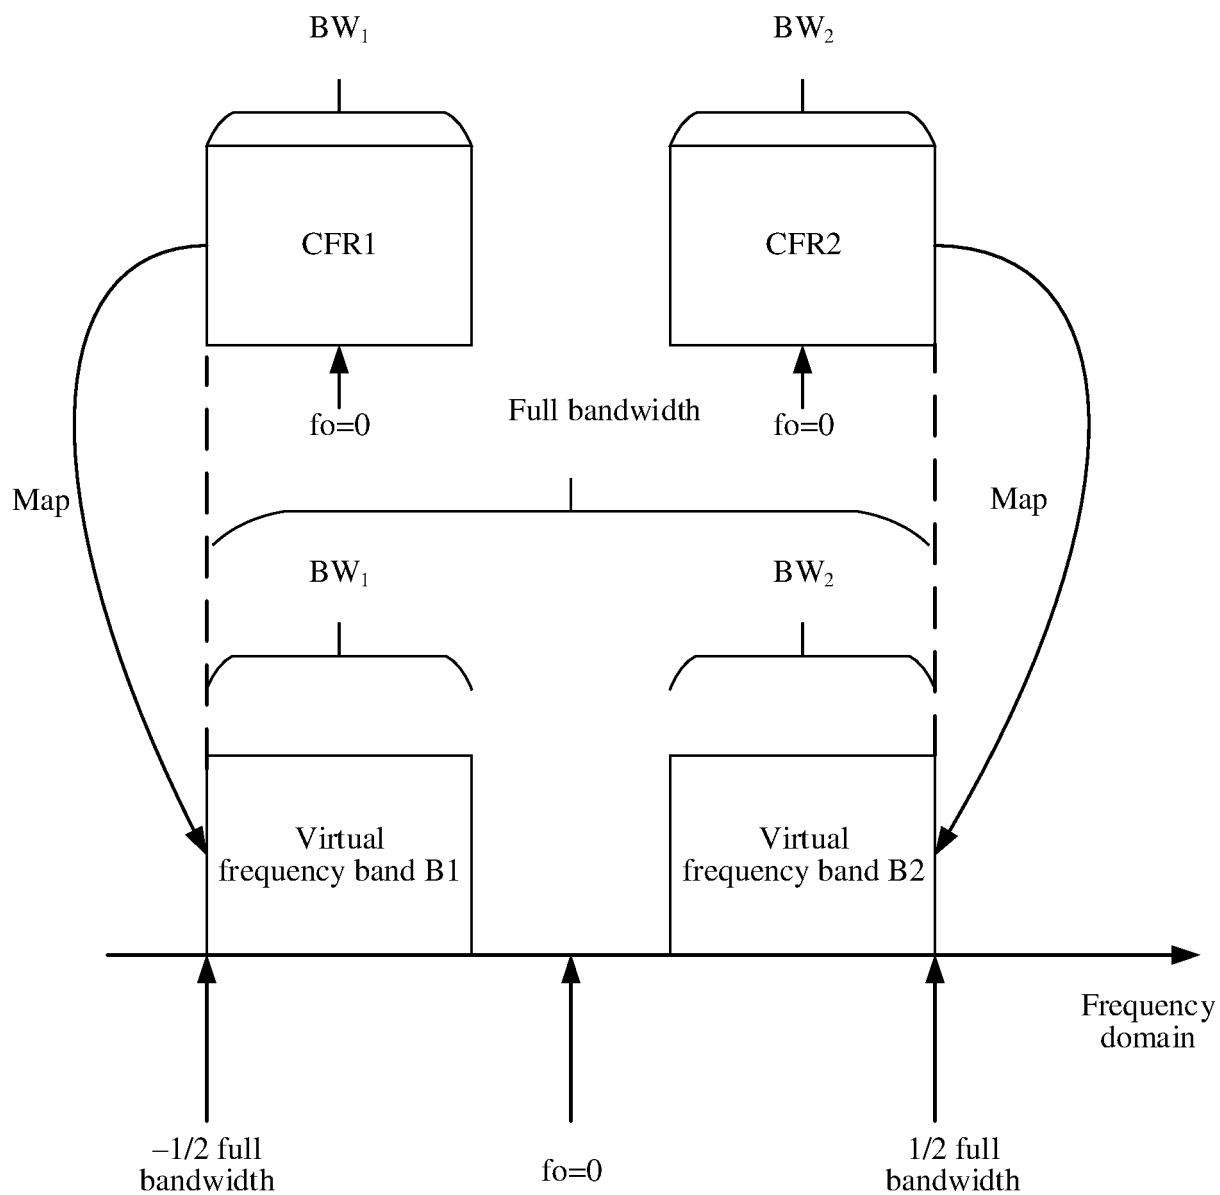 BW₁
BW₂
CFR1
CFR2
fo=0
Full bandwidth
fo=0
Map
Map
BW₁
BW₂
Virtual
frequency band B1
Virtual
frequency band B2
Frequency
domain
–1/2 full
bandwidth
fo=0
1/2 full
bandwidth